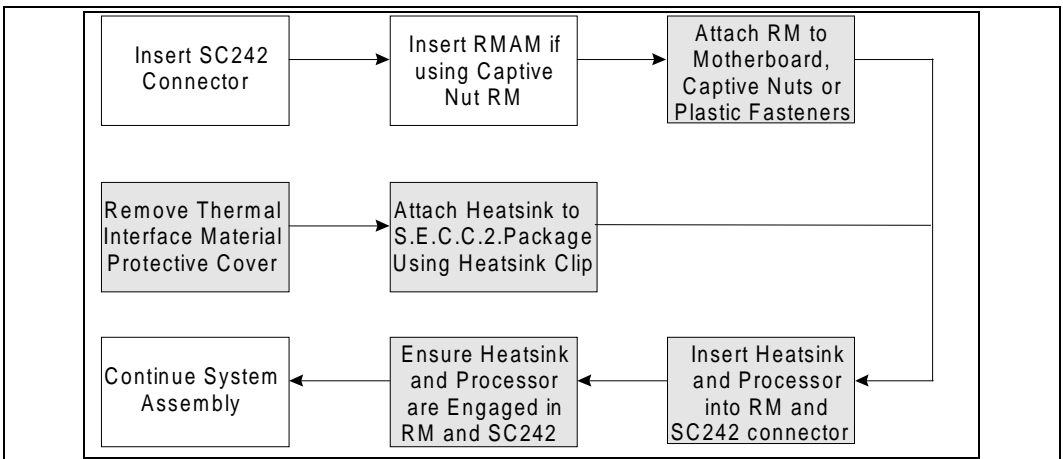 Insert SC242
Connector
Insert RMAM if
using Captive
Nut RM
Attach RM to
Motherboard,
Captive Nuts or
Plastic Fasteners
Remove Thermal
Interface Material
Protective Cover
Attach Heatsink to
S.E.C.C.2.Package
Using Heatsink Clip
Continue System
Assembly
Ensure Heatsink
and Processor
are Engaged in
RM and SC242
Insert Heatsink
and Processor
into RM and
SC242 connector